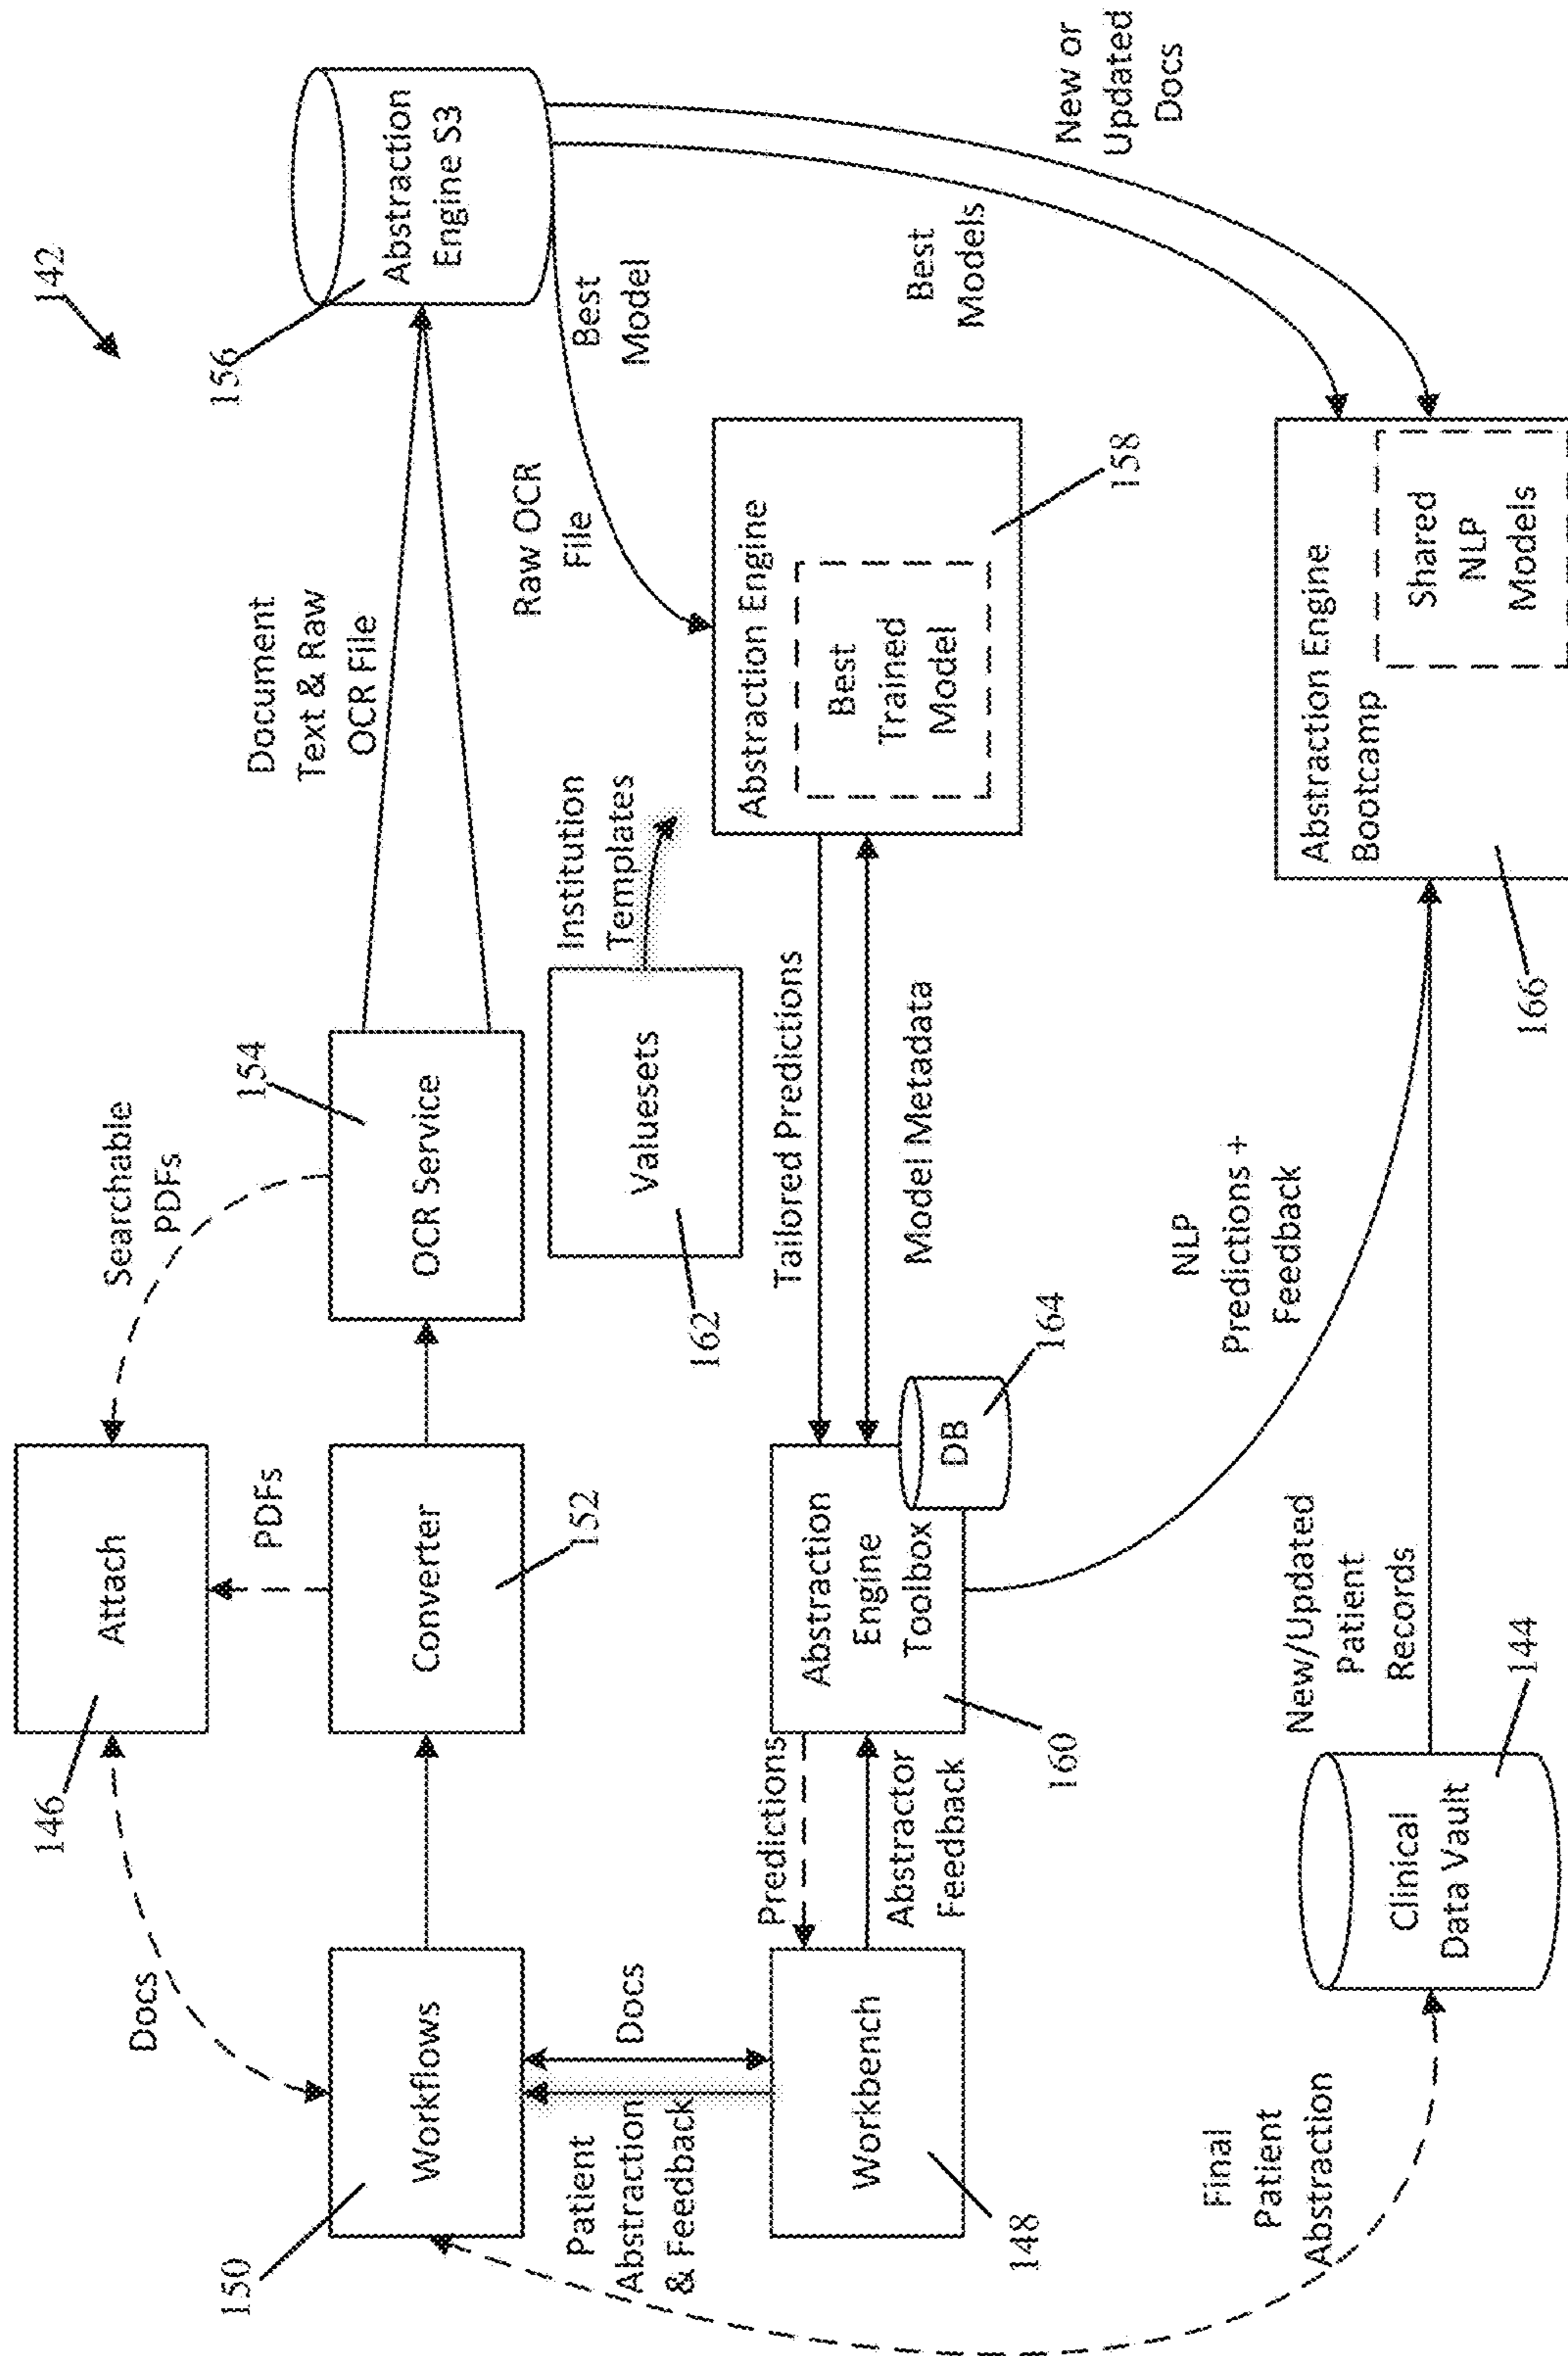 142
146
Attach
Docs
PDFs
Searchable
PDFs
150
Workflows
Converter
152
154
OCR Service
Document
Text & Raw
OCR File
156
Abstraction
Engine S3
Patient
Abstraction
& Feedback
Docs
162
Valuesets
Institution
Templates
Raw OCR
File
Best
Model
148
Workbench
Predictions
Abstractor
Feedback
160
Abstraction
Engine
Toolbox
DB
164
Tailored Predictions
Model Metadata
Abstraction Engine
Best
Trained
Model
158
Best
Models
New or
Updated
Docs
Final
Patient
Abstraction
Clinical
Data Vault
144
New/Updated
Patient
Records
NLP
Predictions +
Feedback
166
Abstraction Engine
Bootcamp
Shared
NLP
Models